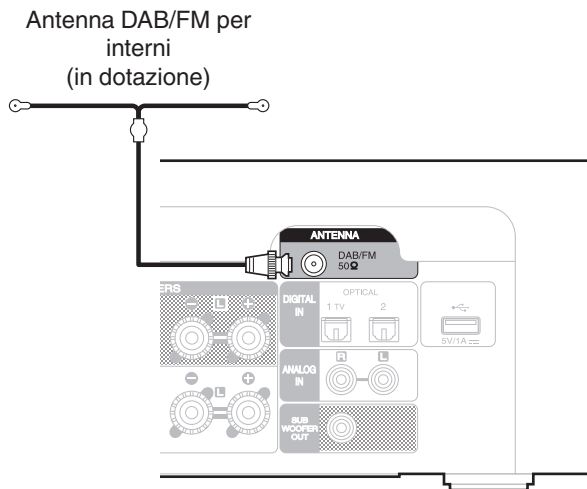 Antenna DAB/FM per
interni
(in dotazione)
ANTENNA
DAB/FM
50Ω
ERS
L
DIGITAL
IN
OPTICAL
1 TV
2
5V/1A
ANALOG
IN
R
L
L
SUB
WOOFER
OUT